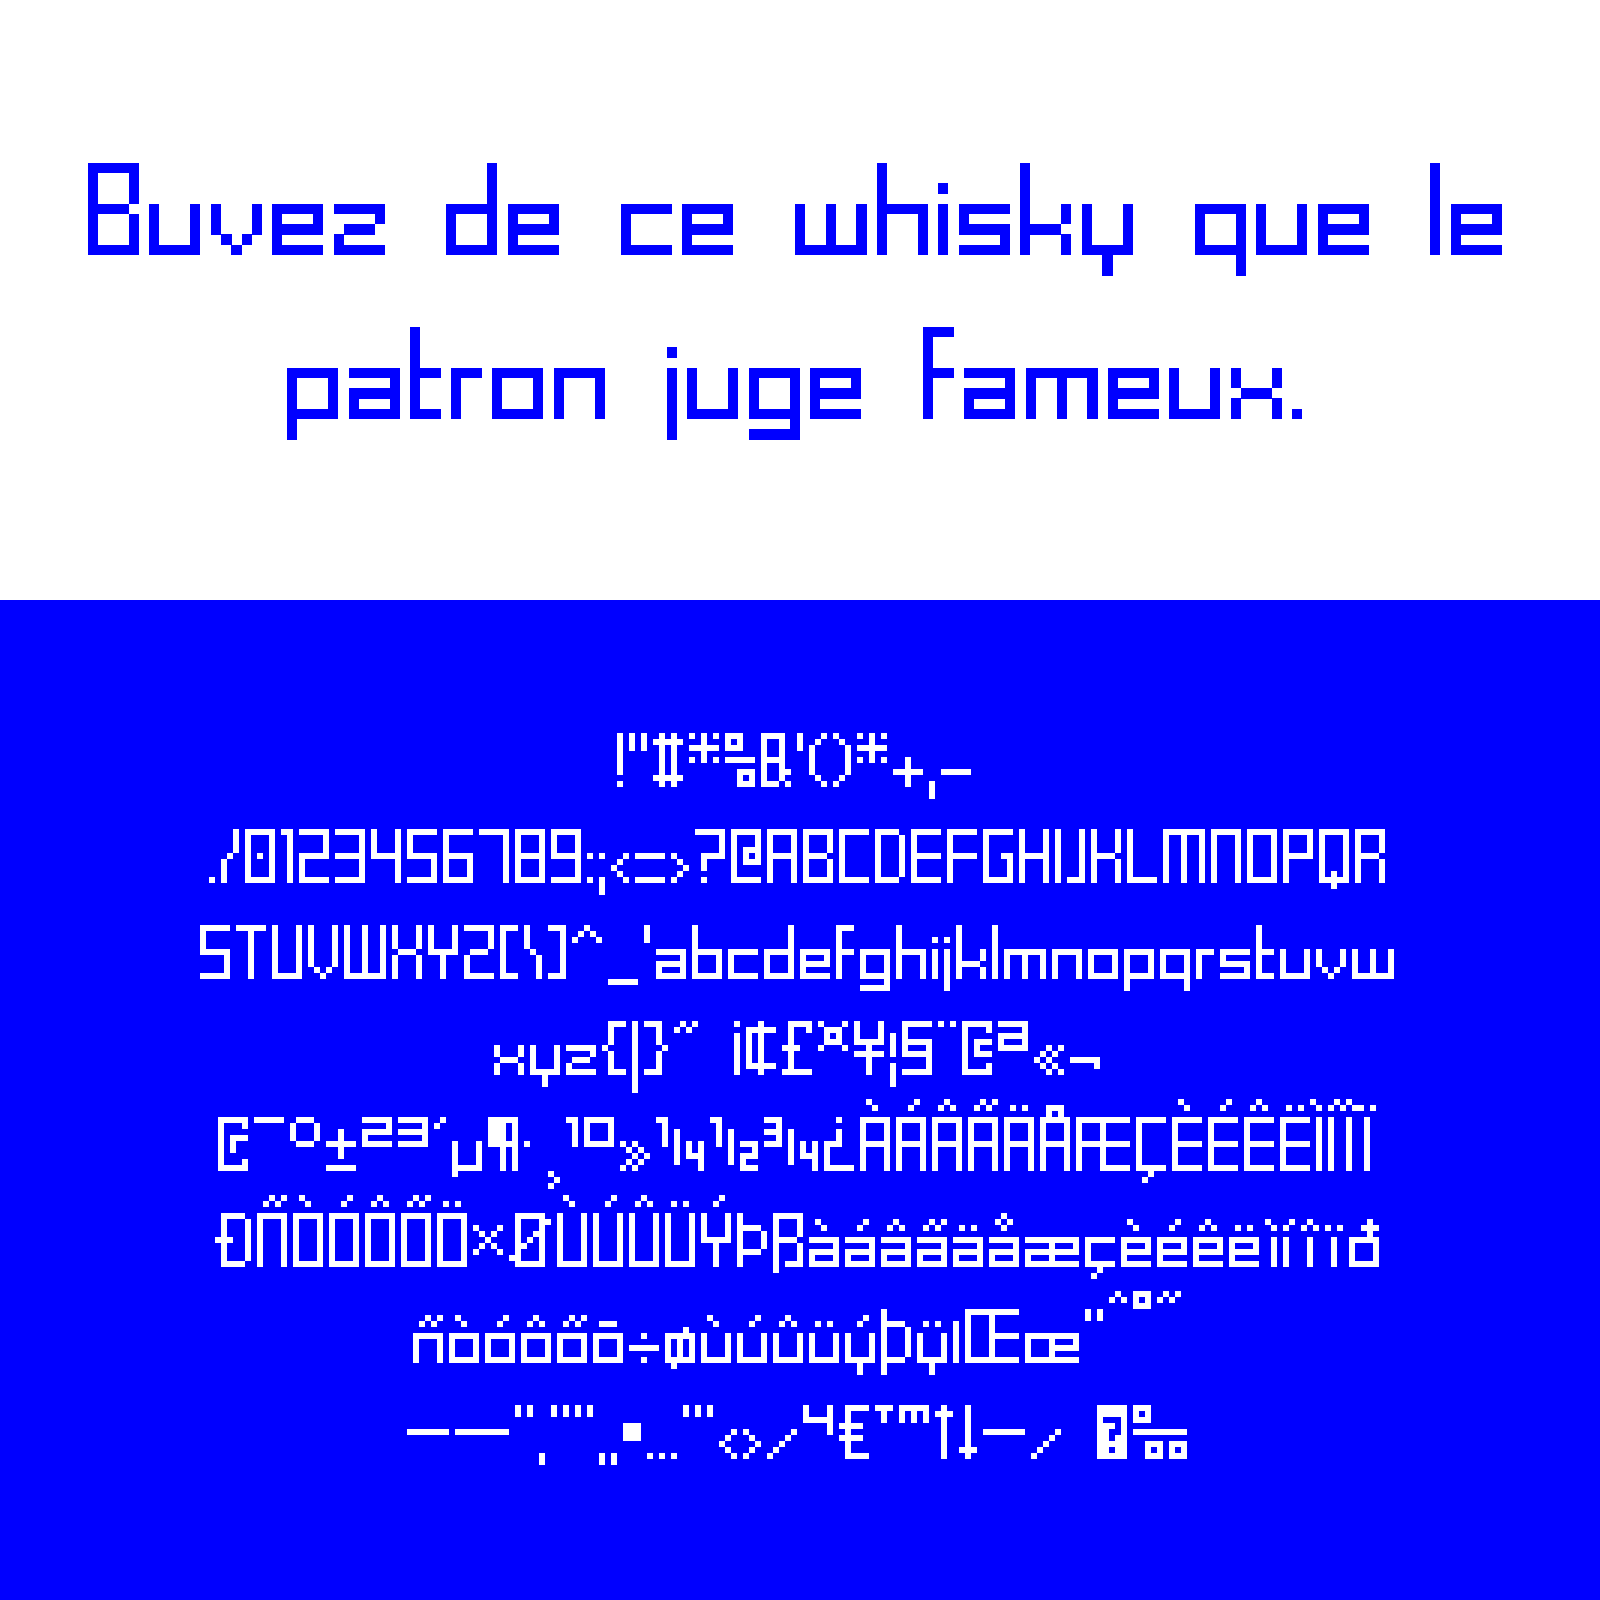 Buvez de ce whisky que le
patron juge fameux.
!"#*%&'()*+,-
./0123456789:;<=>?@ABCDEFGHIJKLMNOPQR
STUVWXYZ[\]^_'abcdefghijklmnopqrstuvw
xyz{|}~ ¡¢£¤¥¦§¨©ª«¬
®¯°±²³´µ¶·¸¹º»¼½¾¿ÀÁÂÃÄÅÆÇÈÉÊËÌÍÎÏ
ÐÑÒÓÔÕÖ×ØÙÚÛÜÝÞßàáâãäåæçèéêëìíîïð
ñòóôõö÷øùúûüýþÿıŒœ"ˆ˚˜
–—‘’‚“”„•…'"‹›⁄⁴€™†‡−∕ �‰